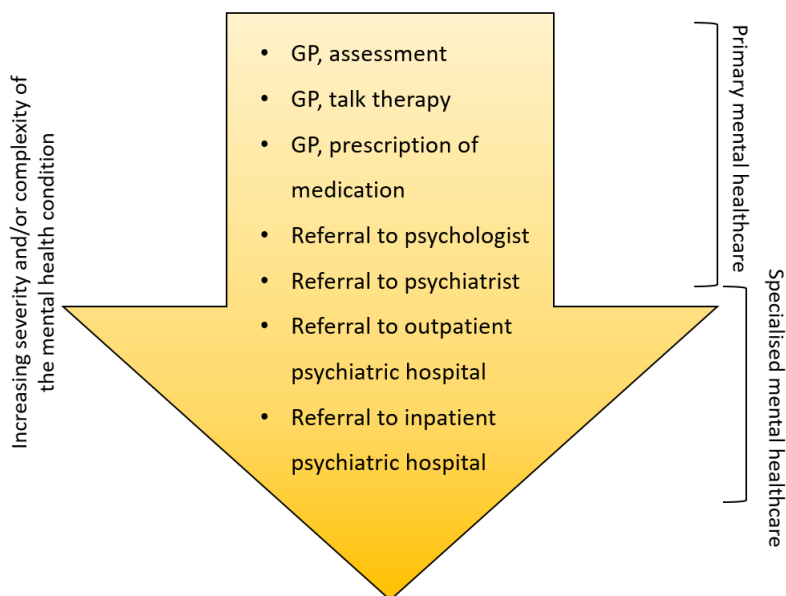 Increasing severity and/or complexity of
the mental health condition
• GP, assessment
• GP, talk therapy
• GP, prescription of
medication
• Referral to psychologist
• Referral to psychiatrist
• Referral to outpatient
psychiatric hospital
• Referral to inpatient
psychiatric hospital
Primary mental healthcare
Specialised mental healthcare